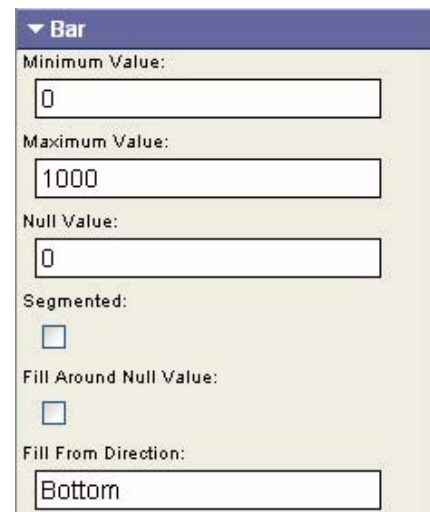 Bar
Minimum Value:
0
Maximum Value:
1000
Null Value:
0
Segmented:
Fill Around Null Value:
Fill From Direction:
Bottom